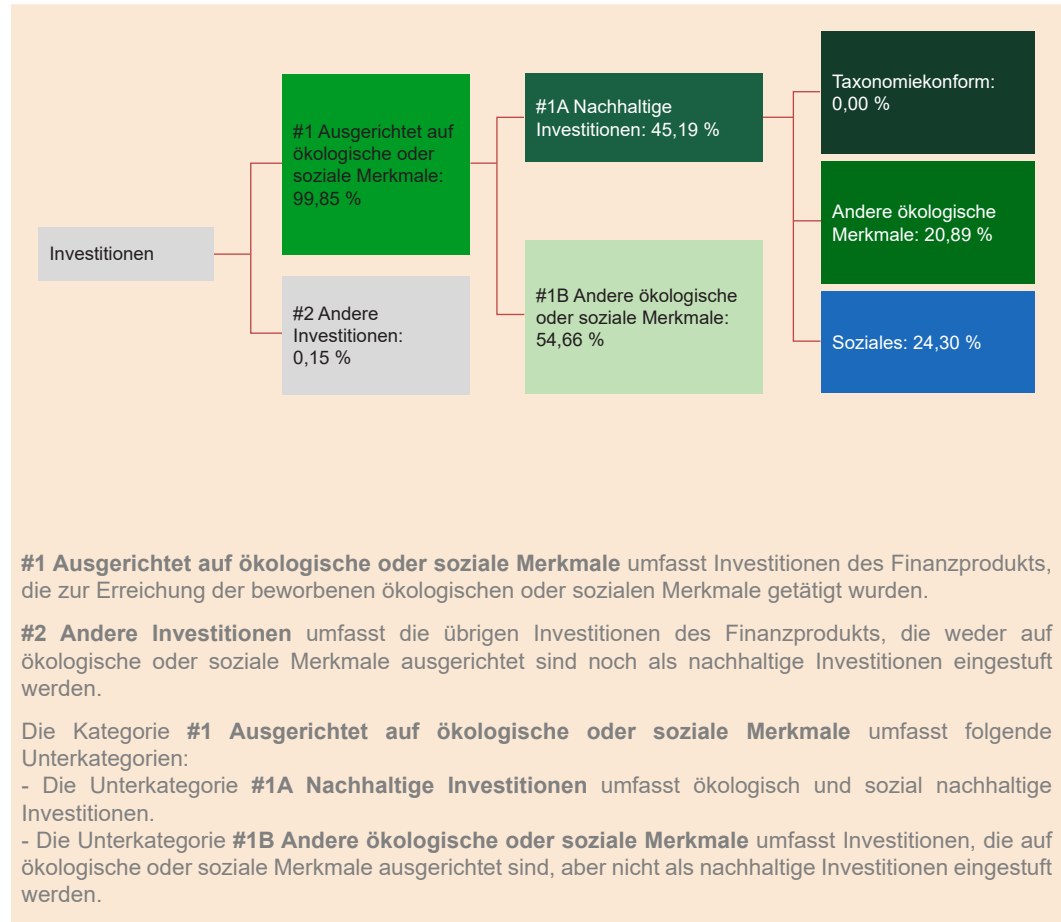 Investitionen
#1 Ausgerichtet auf
ökologische oder
soziale Merkmale:
99,85 %
#2 Andere
Investitionen:
0,15 %
#1A Nachhaltige
Investitionen: 45,19 %
#1B Andere ökologische
oder soziale Merkmale:
54,66 %
Taxonomiekonform:
0,00 %
Andere ökologische
Merkmale: 20,89 %
Soziales: 24,30 %
#1 Ausgerichtet auf ökologische oder soziale Merkmale umfasst Investitionen des Finanzprodukts,
die zur Erreichung der beworbenen ökologischen oder sozialen Merkmale getätigt wurden.
#2 Andere Investitionen umfasst die übrigen Investitionen des Finanzprodukts, die weder auf
ökologische oder soziale Merkmale ausgerichtet sind noch als nachhaltige Investitionen eingestuft
werden.
Die Kategorie #1 Ausgerichtet auf ökologische oder soziale Merkmale umfasst folgende
Unterkategorien:
- Die Unterkategorie #1A Nachhaltige Investitionen umfasst ökologisch und sozial nachhaltige
Investitionen.
- Die Unterkategorie #1B Andere ökologische oder soziale Merkmale umfasst Investitionen, die auf
ökologische oder soziale Merkmale ausgerichtet sind, aber nicht als nachhaltige Investitionen eingestuft
werden.